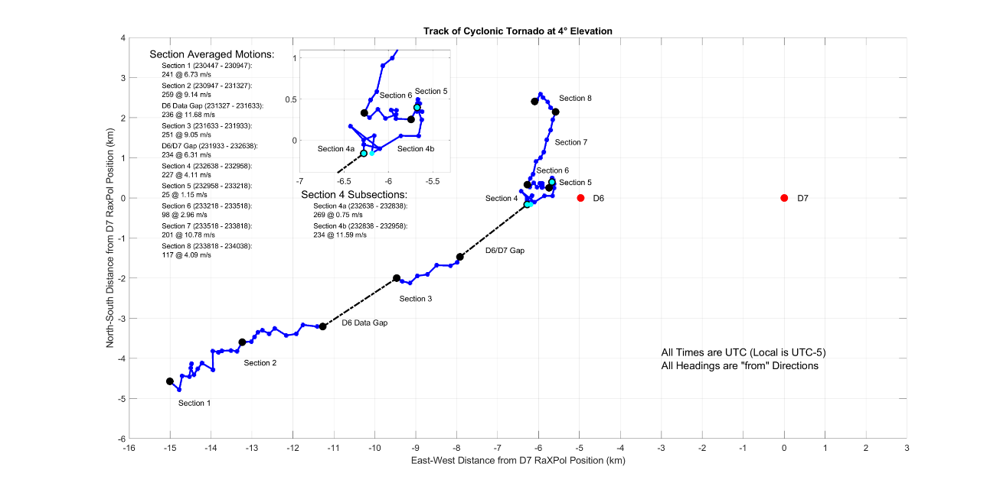 Track of Cyclonic Tornado at 4° Elevation
Section Averaged Motions:
Section 1 (230447 - 230947):
241 @ 6.73 m/s
Section 2 (230947 - 231327):
259 @ 9.14 m/s
D6 Data Gap (231327 - 231633):
236 @ 11.68 m/s
Section 3 (231633 - 231933):
251 @ 9.05 m/s
D6/D7 Gap (231933 - 232638):
234 @ 6.31 m/s
Section 4 (232638 - 232958):
227 @ 4.11 m/s
Section 5 (232958 - 233218):
25 @ 1.15 m/s
Section 6 (233218 - 233518):
98 @ 2.96 m/s
Section 7 (233518 - 233818):
201 @ 10.78 m/s
Section 8 (233818 - 234038):
117 @ 4.09 m/s
1
0.5
0
-7
-6.5
-6
-5.5
Section 6
Section 5
Section 4a
Section 4b
Section 4 Subsections:
Section 4a (232638 - 232838):
269 @ 0.75 m/s
Section 4b (232838 - 232958):
234 @ 11.59 m/s
Section 8
Section 7
Section 6
Section 5
Section 4
D6
D7
D6/D7 Gap
Section 3
D6 Data Gap
Section 2
Section 1
All Times are UTC (Local is UTC-5)
All Headings are "from" Directions
4
3
2
1
0
-1
-2
-3
-4
-5
-6
North-South Distance from D7 RaXPol Position (km)
-16
-15
-14
-13
-12
-11
-10
-9
-8
-7
-6
-5
-4
-3
-2
-1
0
1
2
3
East-West Distance from D7 RaXPol Position (km)